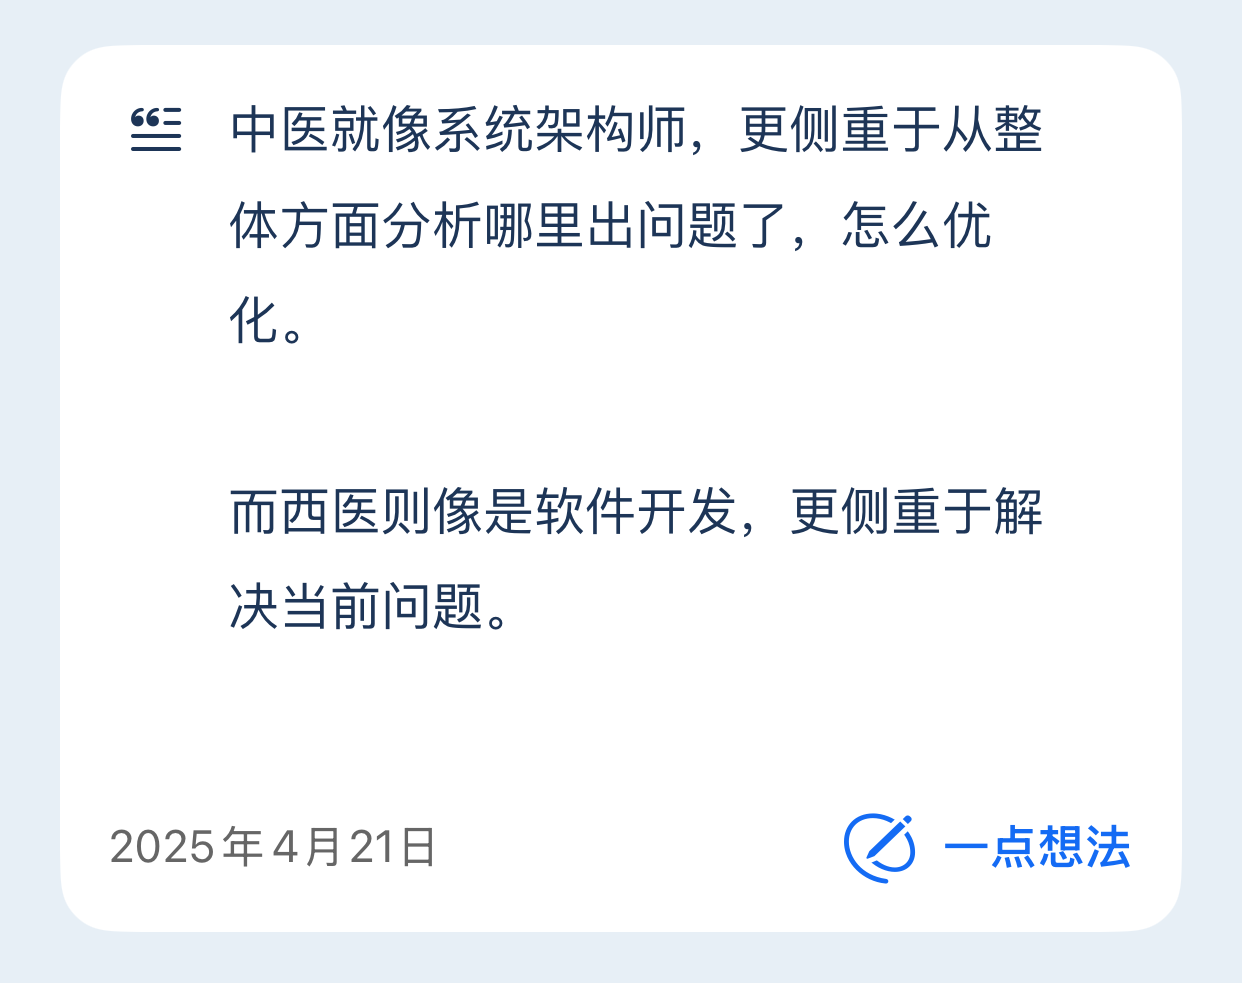 中医就像系统架构师，更侧重于从整
体方面分析哪里出问题了，怎么优
化。
而西医则像是软件开发，更侧重于解
决当前问题。
2025年4月21日
一点想法